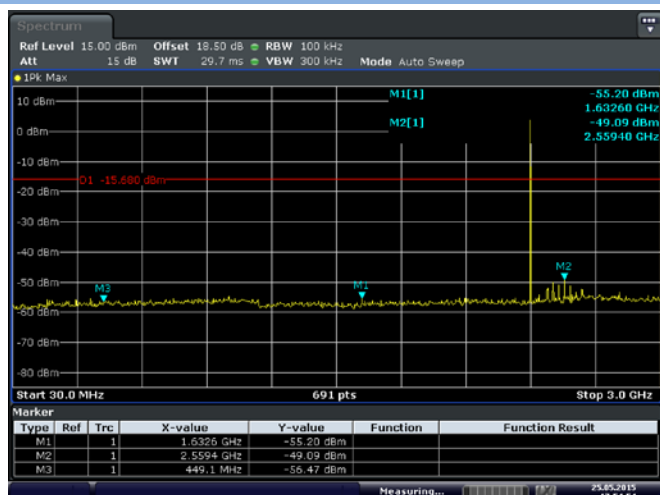 Spectrum
Ref Level 15.00 dBm Offset 18.50 dB RBW 100 kHz
Att 15 dB SWT 29.7 ms VBW 300 kHz Mode Auto Sweep
1Pk Max
M1[1] -55.20 dBm
1.63260 GHz
M2[1] -49.09 dBm
2.55940 GHz
10 dBm
0 dBm
-10 dBm
D1 -15.680 dBm
-20 dBm
-30 dBm
-40 dBm
M2
-50 dBm
M3 M1
-60 dBm
-70 dBm
-80 dBm
Start 30.0 MHz 691 pts Stop 3.0 GHz
Marker
Type Ref Trc X-value Y-value Function Function Result
M1 1 1.6326 GHz -55.20 dBm
M2 1 2.5594 GHz -49.09 dBm
M3 1 449.1 MHz -56.47 dBm
Measuring... 25.05.2015